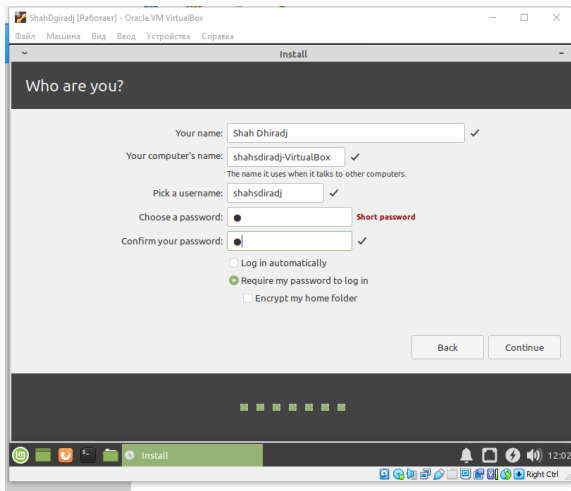 ShahDgiradj [Работает] - Oracle VM VirtualBox
Файл Машина Вид Ввод Устройства Справка
Install
Who are you?
Your name: Shah Dhiradj
Your computer's name: shahsdiradj-VirtualBox
The name it uses when it talks to other computers.
Pick a username: shahsdiradj
Choose a password: ● Short password
Confirm your password: ●
Log in automatically
Require my password to log in
Encrypt my home folder
Back Continue
Install 12:02
Right Ctrl